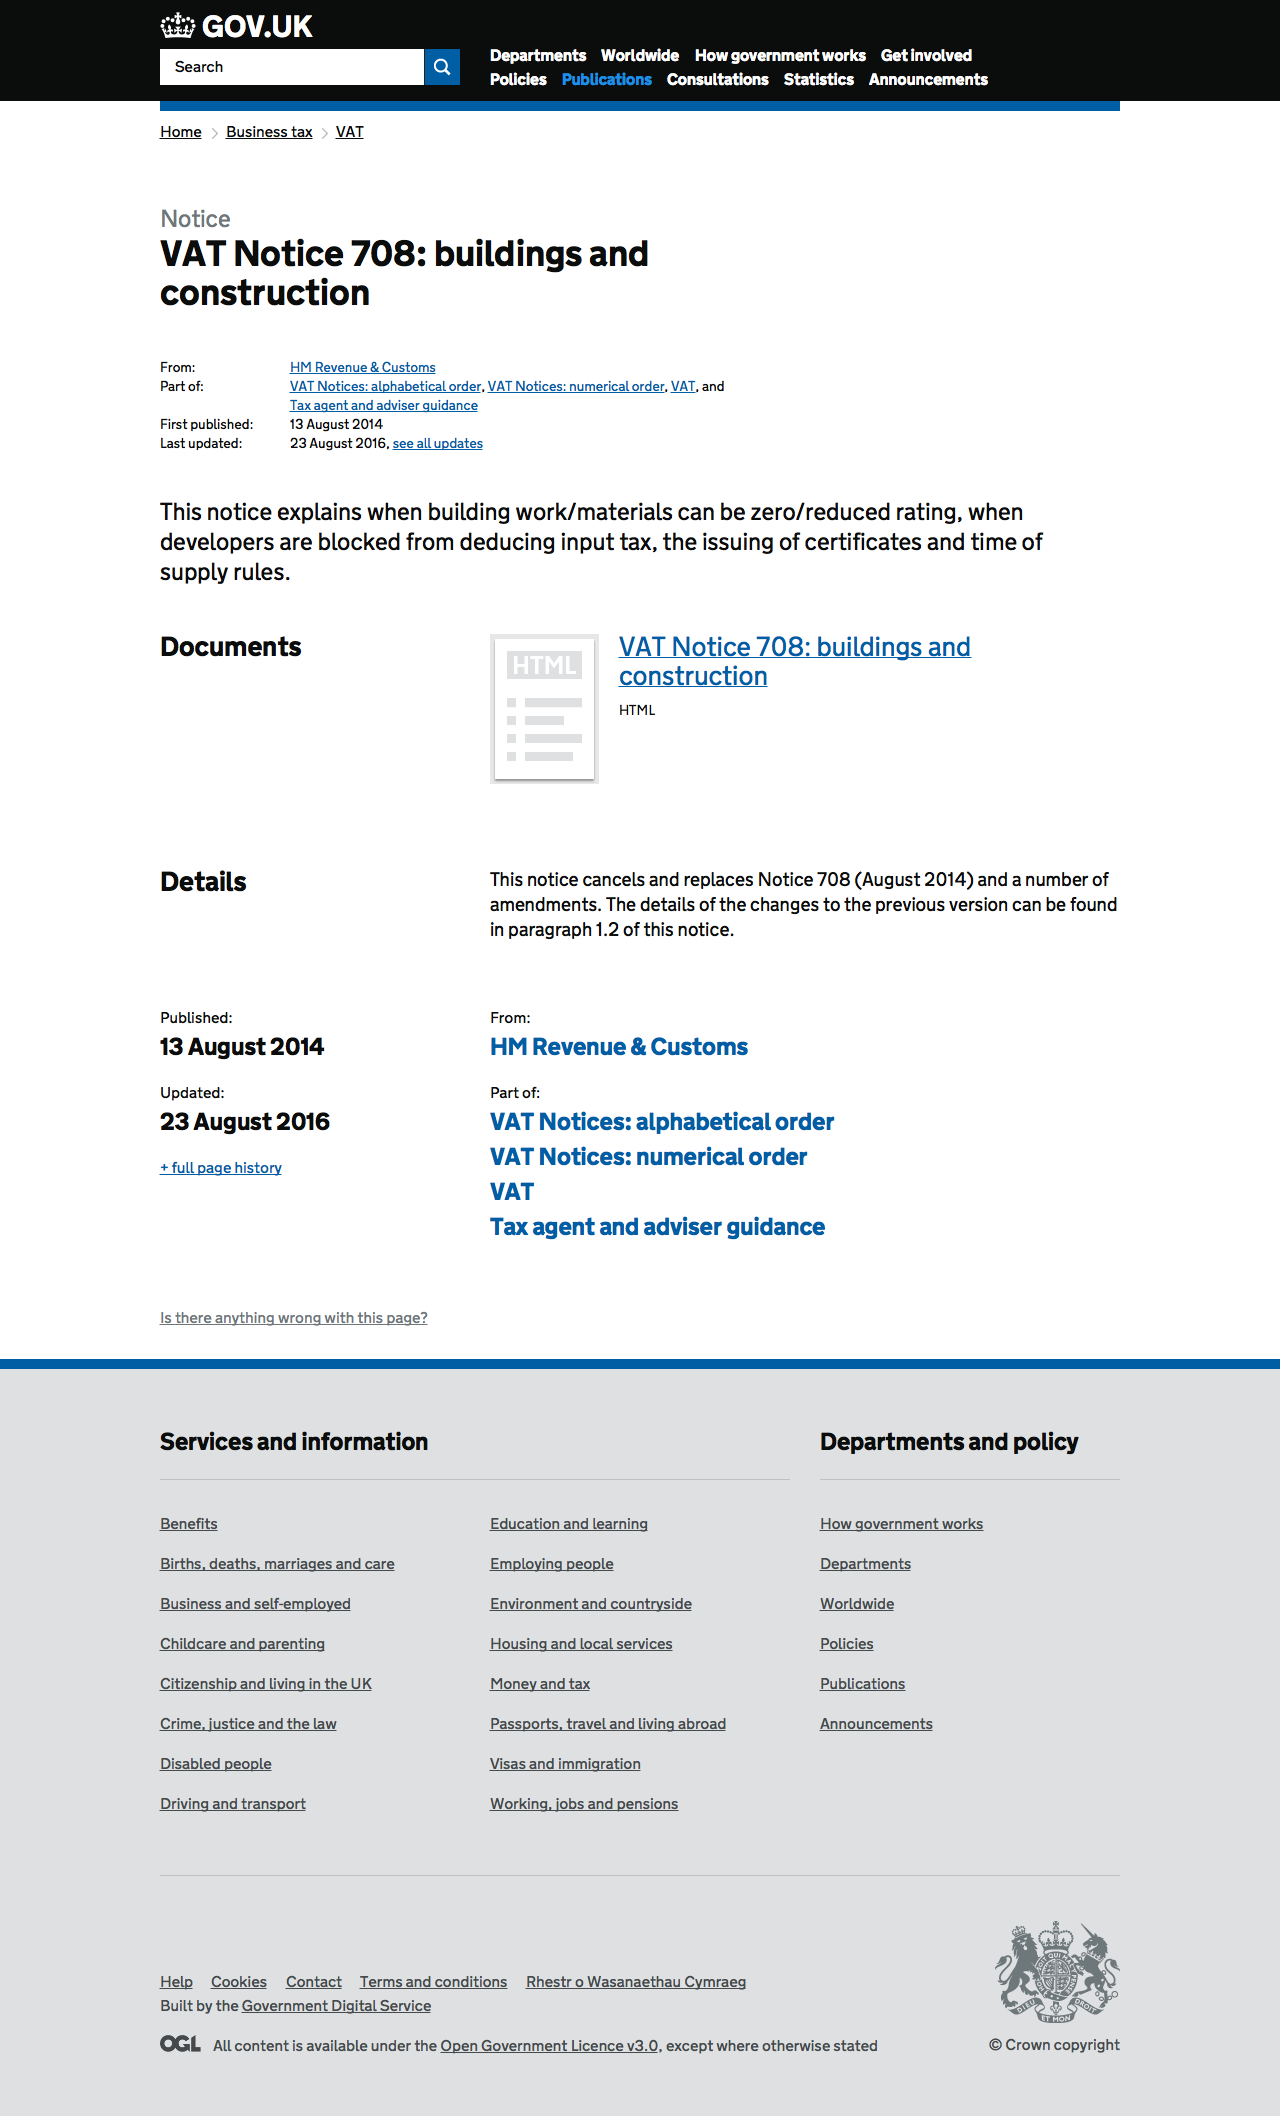 GOV.UK
Search
Departments Worldwide How government works Get involved
Policies Publications Consultations Statistics Announcements
Home Business tax VAT
Notice
VAT Notice 708: buildings and
construction
From: HM Revenue & Customs
Part of: VAT Notices: alphabetical order, VAT Notices: numerical order, VAT, and
Tax agent and adviser guidance
First published: 13 August 2014
Last updated: 23 August 2016, see all updates
This notice explains when building work/materials can be zero/reduced rating, when
developers are blocked from deducing input tax, the issuing of certificates and time of
supply rules.
Documents
HTML
VAT Notice 708: buildings and
construction
HTML
Details
This notice cancels and replaces Notice 708 (August 2014) and a number of
amendments. The details of the changes to the previous version can be found
in paragraph 1.2 of this notice.
Published:
13 August 2014
Updated:
23 August 2016
+ full page history
From:
HM Revenue & Customs
Part of:
VAT Notices: alphabetical order
VAT Notices: numerical order
VAT
Tax agent and adviser guidance
Is there anything wrong with this page?
Services and information
Benefits
Births, deaths, marriages and care
Business and self-employed
Childcare and parenting
Citizenship and living in the UK
Crime, justice and the law
Disabled people
Driving and transport
Education and learning
Employing people
Environment and countryside
Housing and local services
Money and tax
Passports, travel and living abroad
Visas and immigration
Working, jobs and pensions
Departments and policy
How government works
Departments
Worldwide
Policies
Publications
Announcements
Help Cookies Contact Terms and conditions Rhestr o Wasanaethau Cymraeg
Built by the Government Digital Service
OGL All content is available under the Open Government Licence v3.0, except where otherwise stated
DIEU ET MON DROIT
© Crown copyright